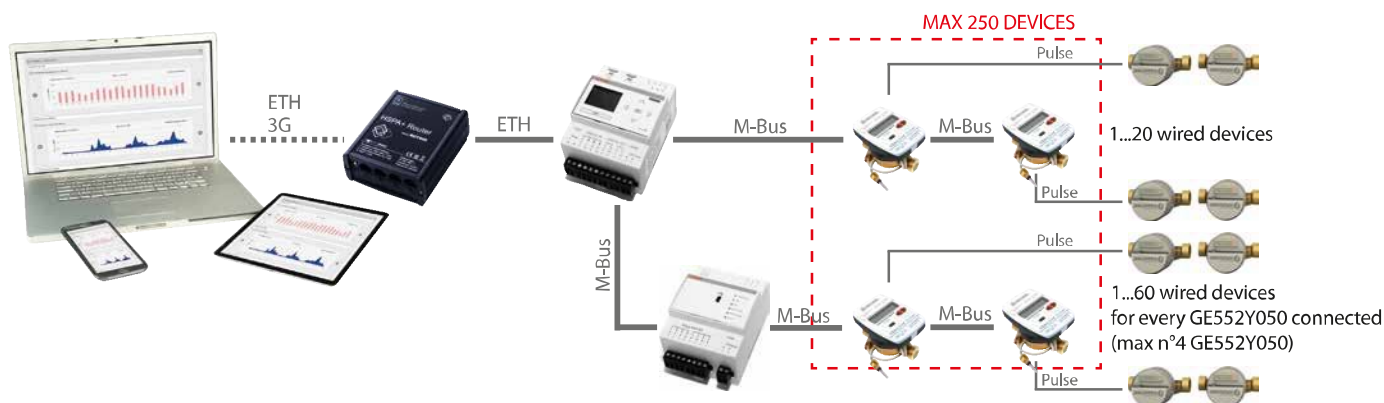 MAX 250 DEVICES
Pulse
ETH
3G
HSPA+ Router
ETH
M-Bus
M-Bus
1...20 wired devices
Pulse
Pulse
M-Bus
1...60 wired devices
M-Bus
M-Bus
for every GE552Y050 connected
(max n°4 GE552Y050)
Pulse